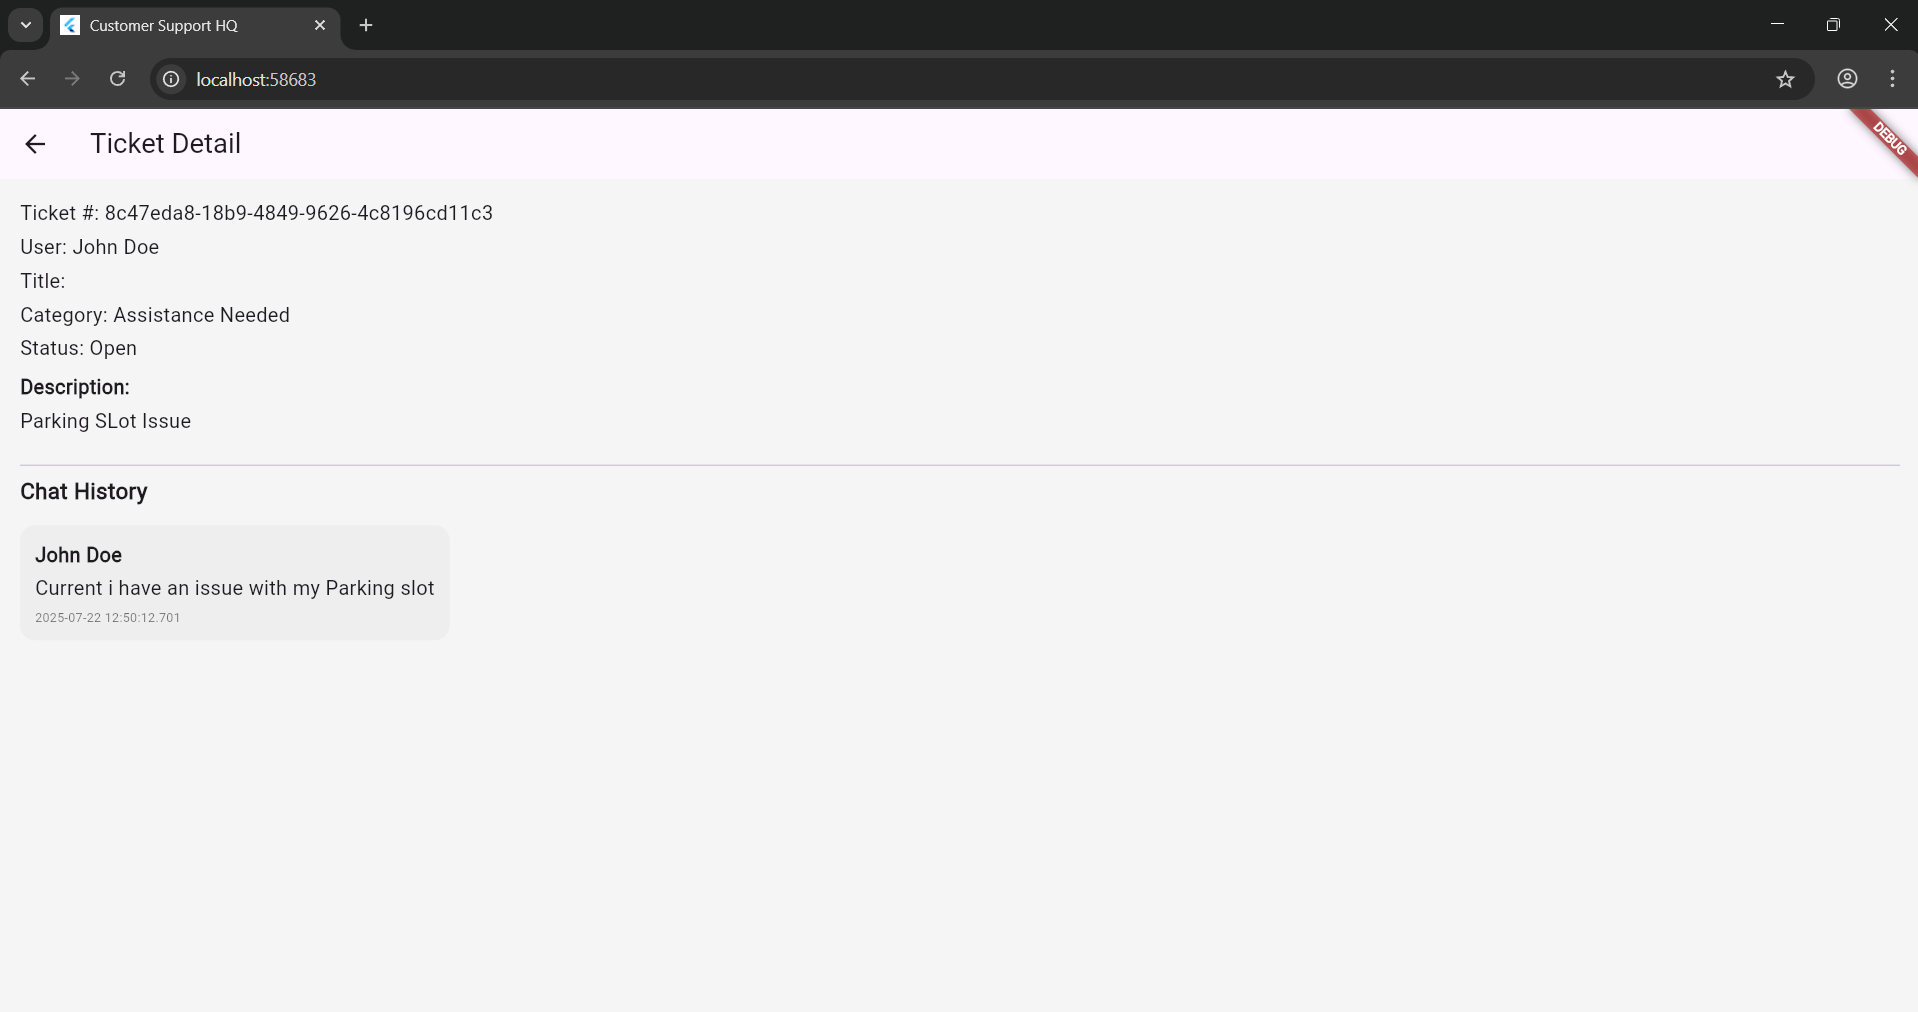 Customer Support HQ
localhost:58683
Ticket Detail
DEBUG
Ticket #: 8c47eda8-18b9-4849-9626-4c8196cd11c3
User: John Doe
Title:
Category: Assistance Needed
Status: Open
Description:
Parking SLot Issue
Chat History
John Doe
Current i have an issue with my Parking slot
2025-07-22 12:50:12.701